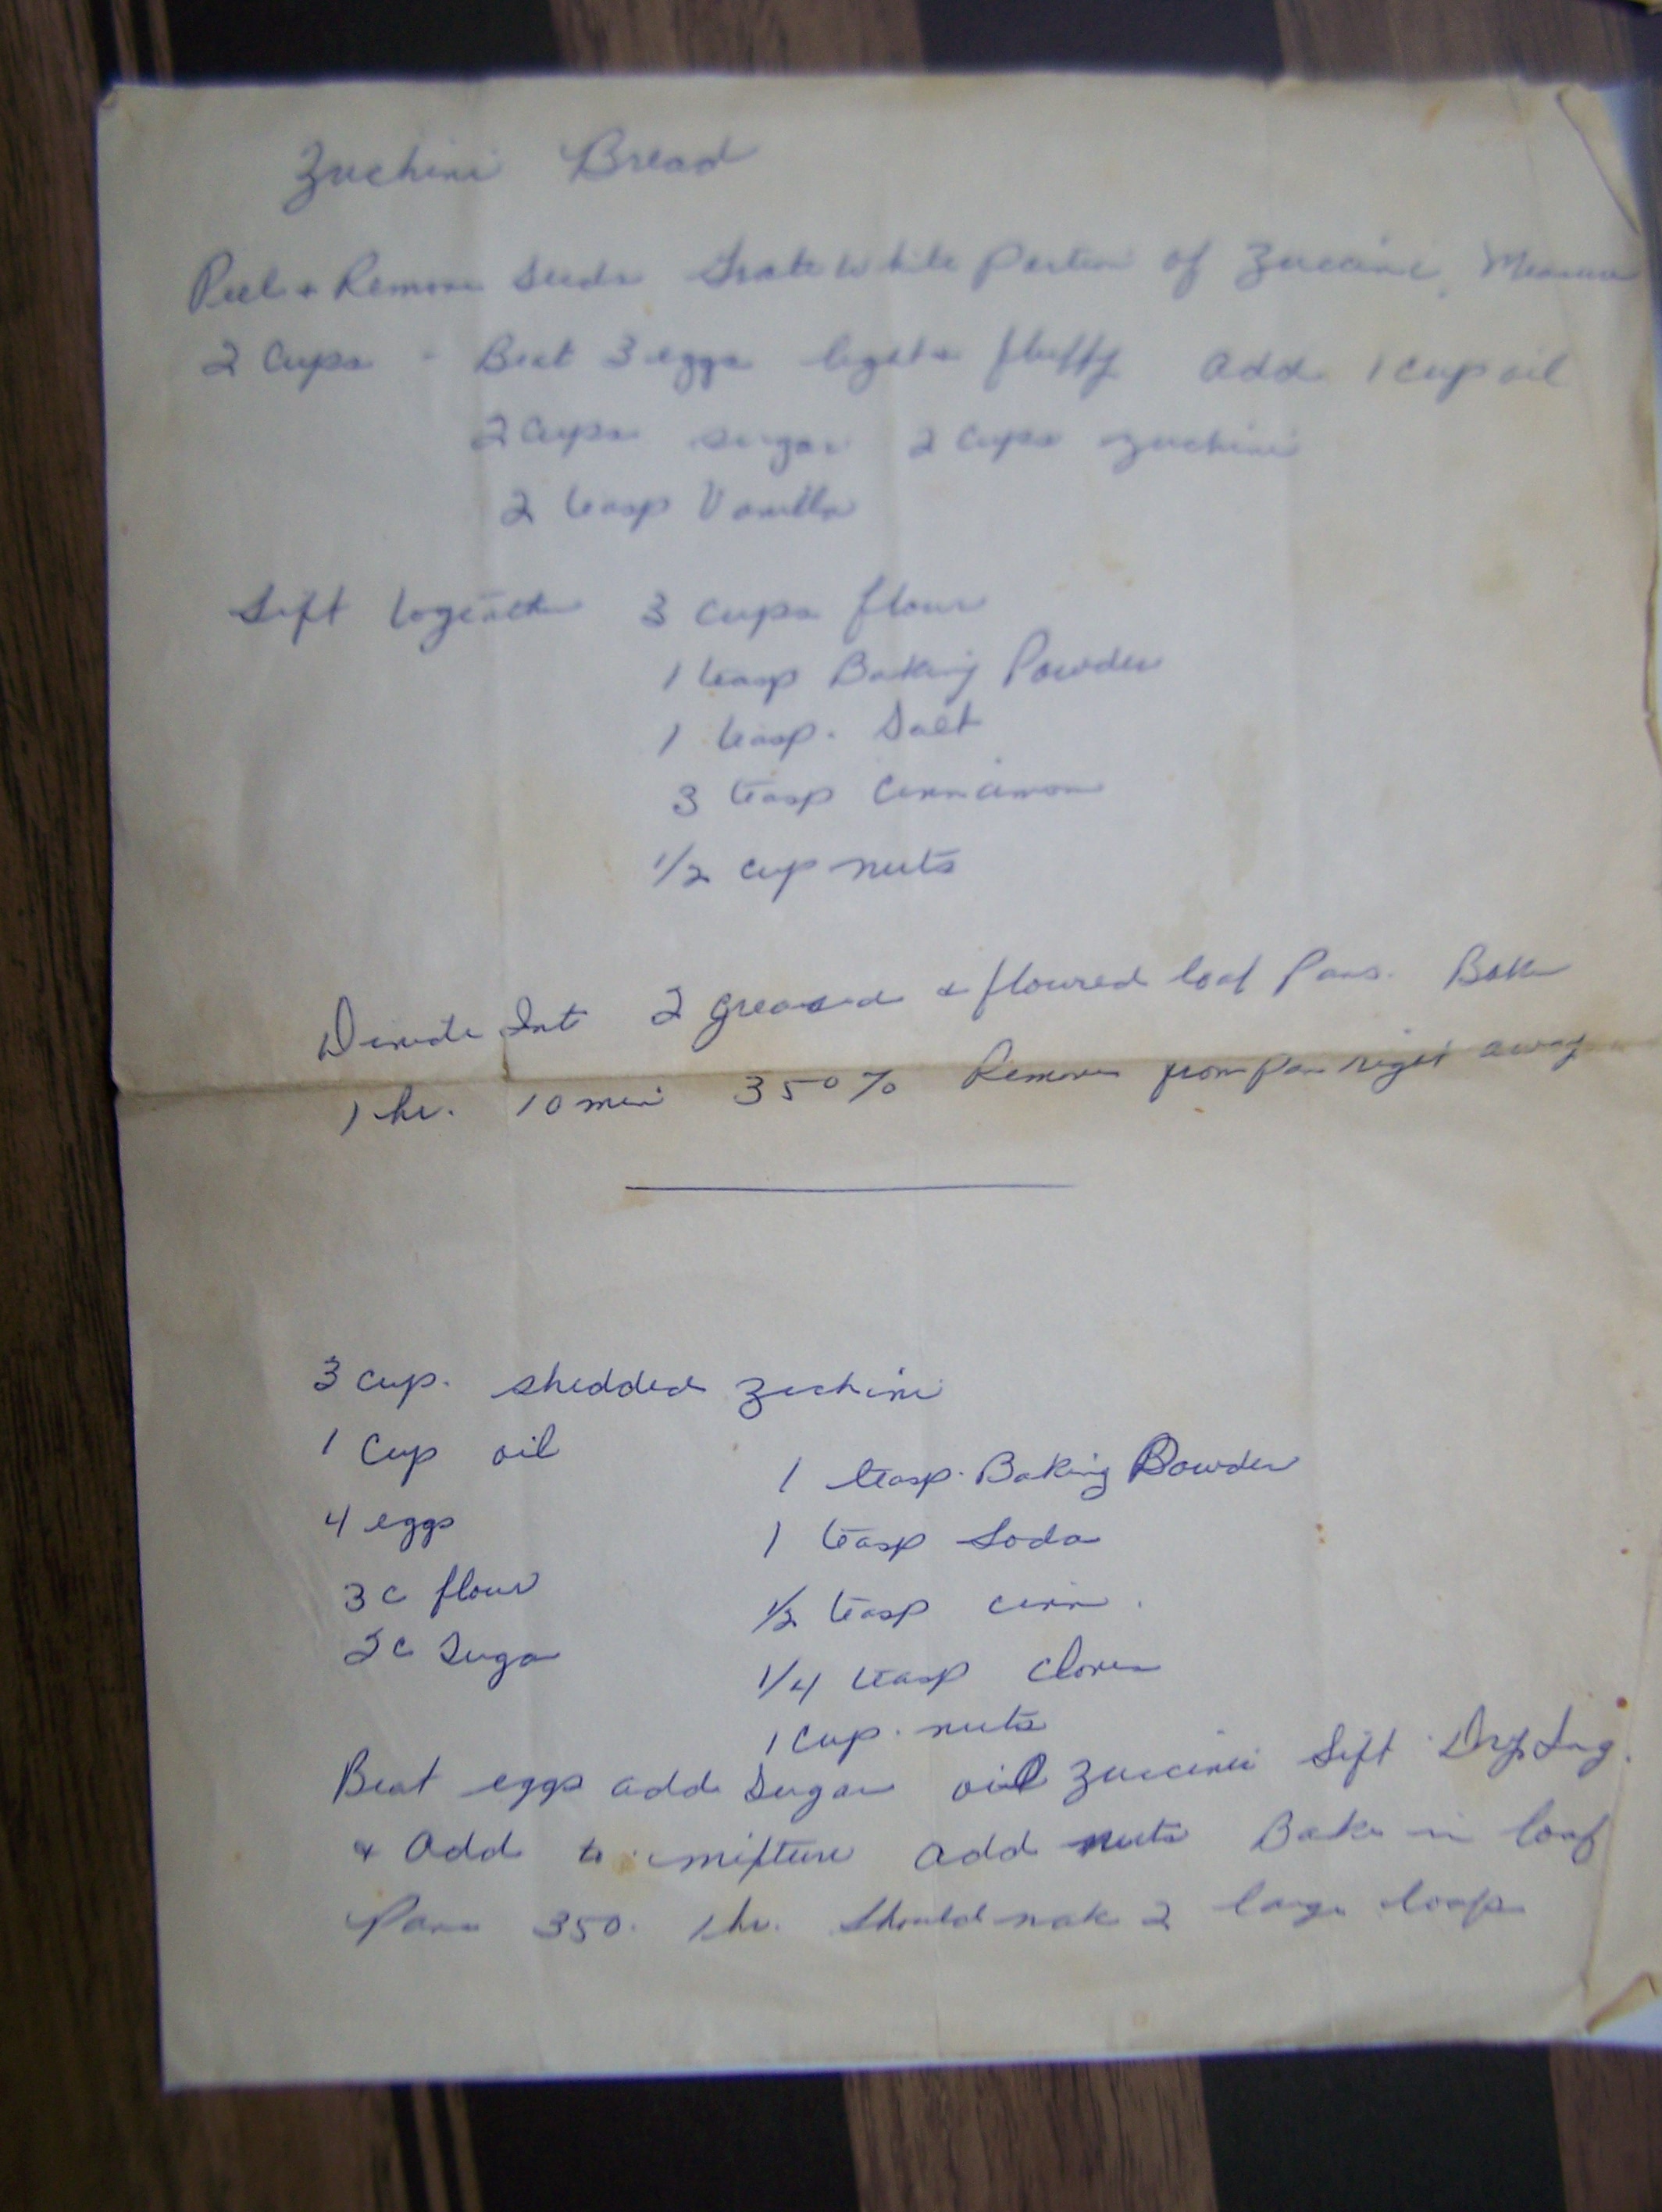 Zuchini Bread
Peel & Remove Seeds Grate White Portion of Zuccini. Measure
2 Cups - Beat 3 eggs light & fluffy add 1 cup oil
2 cups sugar 2 cups zuchini
2 teasp Vanilla
Sift together 3 cups flour
1 teasp Baking Powder
1 teasp. Salt
3 teasp Cinnamon
1/2 cup nuts
Divide Into 2 greased & floured loaf Pans. Bake
1 hr. 10 min 350% Remove from pan right away
3 cup. shedded zuchini
1 Cup oil
4 eggs
3 c flour
2 c Sugar
1 teasp. Baking Powder
1 teasp Soda
1/2 teasp cinn.
1/4 teasp Cloves
1 Cup. nuts
Beat eggs add Sugar oil zuccini Sift Dry Ing.
& Add to mixture add nuts Bake in loaf
Pans 350. 1 hr. Should mak 2 large loafs